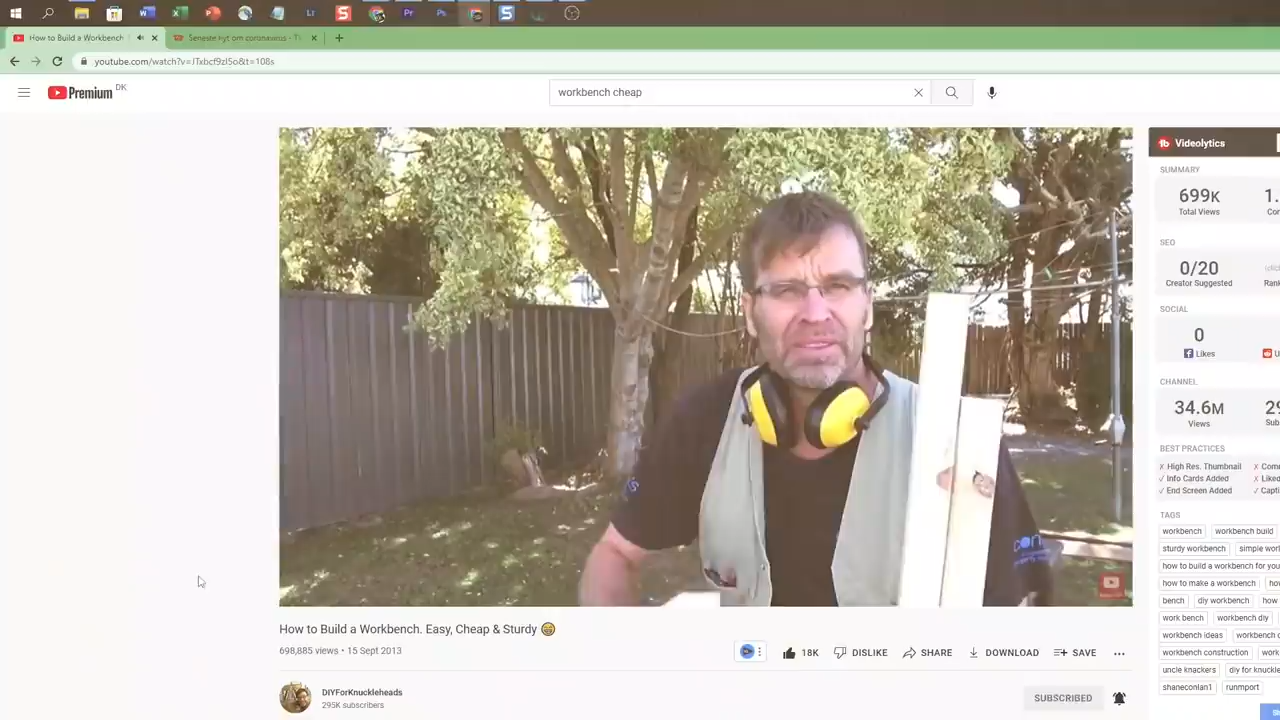 How to Build a Workbench
Seneste nyt om coronavirus - T
youtube.com/watch?v=JTxbcf9zI5o&t=108s
Premium DK
workbench cheap
Videolytics
SUMMARY
699K
Total Views
SEO
0/20
Creator Suggested
SOCIAL
0
Likes
CHANNEL
34.6M
Views
BEST PRACTICES
✗ High Res. Thumbnail
✓ Info Cards Added
✓ End Screen Added
TAGS
workbench workbench build
sturdy workbench
how to build a workbench for you
how to make a workbench
bench diy workbench how
work bench workbench diy
workbench ideas
workbench construction
uncle knackers
shaneconlan1 runmport
How to Build a Workbench. Easy, Cheap & Sturdy 😁
698,885 views • 15 Sept 2013
18K DISLIKE SHARE DOWNLOAD SAVE
DIYForKnuckleheads
295K subscribers
SUBSCRIBED